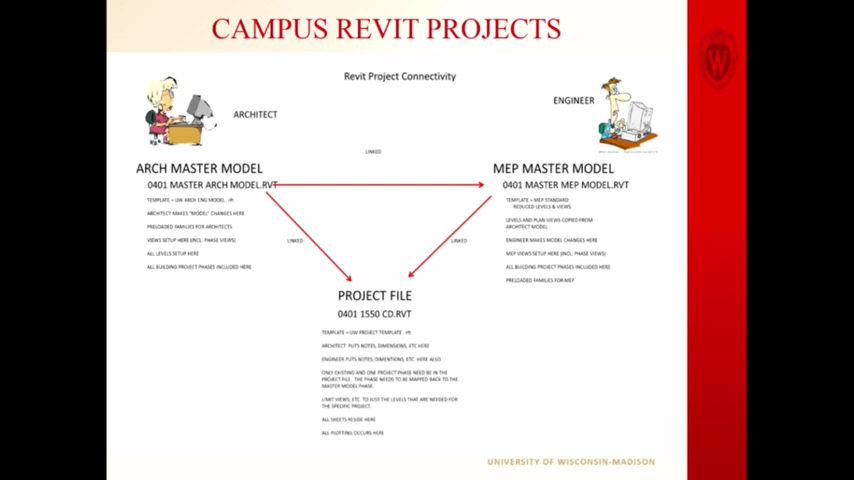 CAMPUS REVIT PROJECTS
W
Revit Project Connectivity
ARCHITECT
ENGINEER
LINKED
ARCH MASTER MODEL
0401 MASTER ARCH MODEL.RVT
TEMPLATE = UW ARCH ENG MODEL .rft
ARCHITECT MAKES "MODEL" CHANGES HERE
PRELOADED FAMILIES FOR ARCHITECTS
VIEWS SETUP HERE (INCL. PHASE VIEWS)
ALL LEVELS SETUP HERE
ALL BUILDING PROJECT PHASES INCLUDED HERE
MEP MASTER MODEL
0401 MASTER MEP MODEL.RVT
TEMPLATE = MEP STANDARD
REDUCED LEVELS & VIEWS
LEVELS AND PLAN VIEWS COPIED FROM
ARCHITECT MODEL
ENGINEER MAKES MODEL CHANGES HERE
MEP VIEWS SETUP HERE (INCL. PHASE VIEWS)
ALL BUILDING PROJECT PHASES INCLUDED HERE
PRELOADED FAMILIES FOR MEP
LINKED
LINKED
PROJECT FILE
0401 1550 CD.RVT
TEMPLATE = UW PROJECT TEMPLATE .rft
ARCHITECT PUTS NOTES, DIMENSIONS, ETC HERE
ENGINEER PUTS NOTES, DIMENTIONS, ETC. HERE ALSO
ONLY EXISTING AND ONE PROJECT PHASE NEED BE IN THE
PROJECT FILE. THE PHASE NEEDS TO BE MAPPED BACK TO THE
MASTER MODEL PHASE.
LIMIT VIEWS, ETC. TO JUST THE LEVELS THAT ARE NEEDED FOR
THE SPECIFIC PROJECT.
ALL SHEETS RESIDE HERE
ALL PLOTTING OCCURS HERE
UNIVERSITY OF WISCONSIN-MADISON